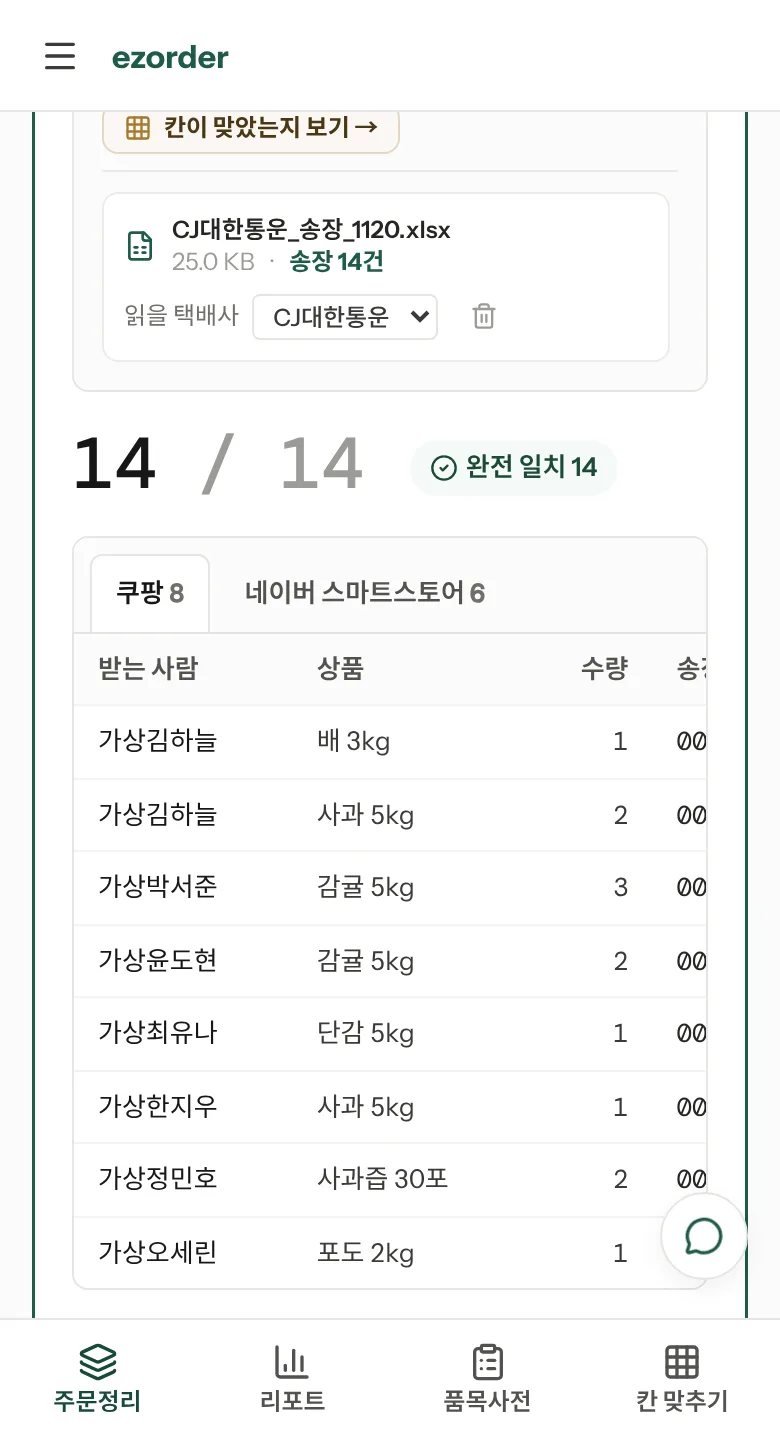 ezorder
칸이 맞았는지 보기 →
CJ대한통운_송장_1120.xlsx
25.0 KB · 송장 14건
읽을 택배사 CJ대한통운
14 / 14 완전 일치 14
쿠팡 8 네이버 스마트스토어 6
받는 사람 상품 수량
가상김하늘 배 3kg 1 00
가상김하늘 사과 5kg 2 00
가상박서준 감귤 5kg 3 00
가상윤도현 감귤 5kg 2 00
가상최유나 단감 5kg 1 00
가상한지우 사과 5kg 1 00
가상정민호 사과즙 30포 2 00
가상오세린 포도 2kg 1
주문정리 리포트 품목사전 칸 맞추기